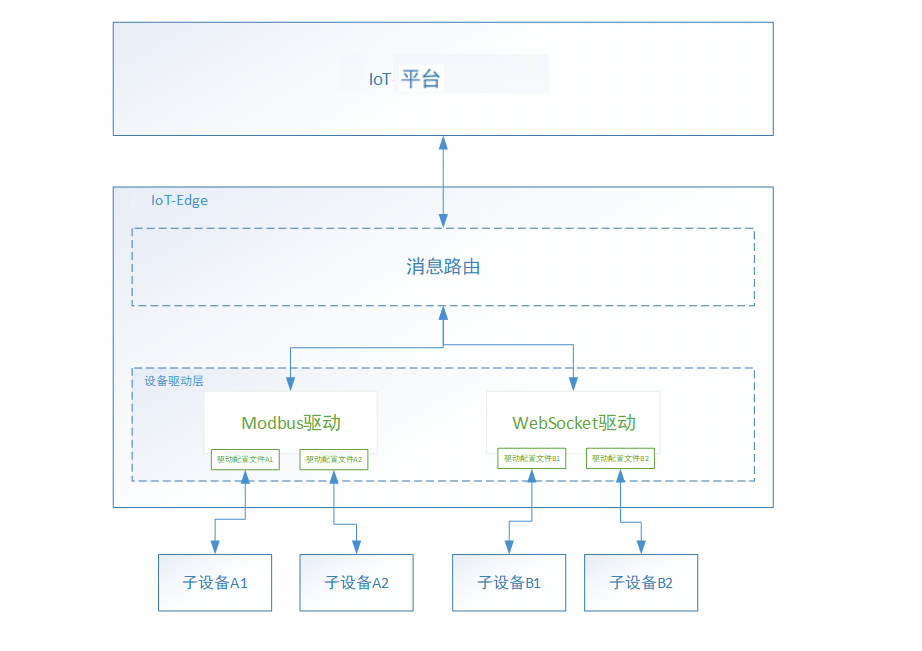 IoT 平台
IoT-Edge
消息路由
设备驱动层
Modbus驱动
WebSocket驱动
驱动配置文件A1
驱动配置文件A2
驱动配置文件B1
驱动配置文件B2
子设备A1
子设备A2
子设备B1
子设备B2